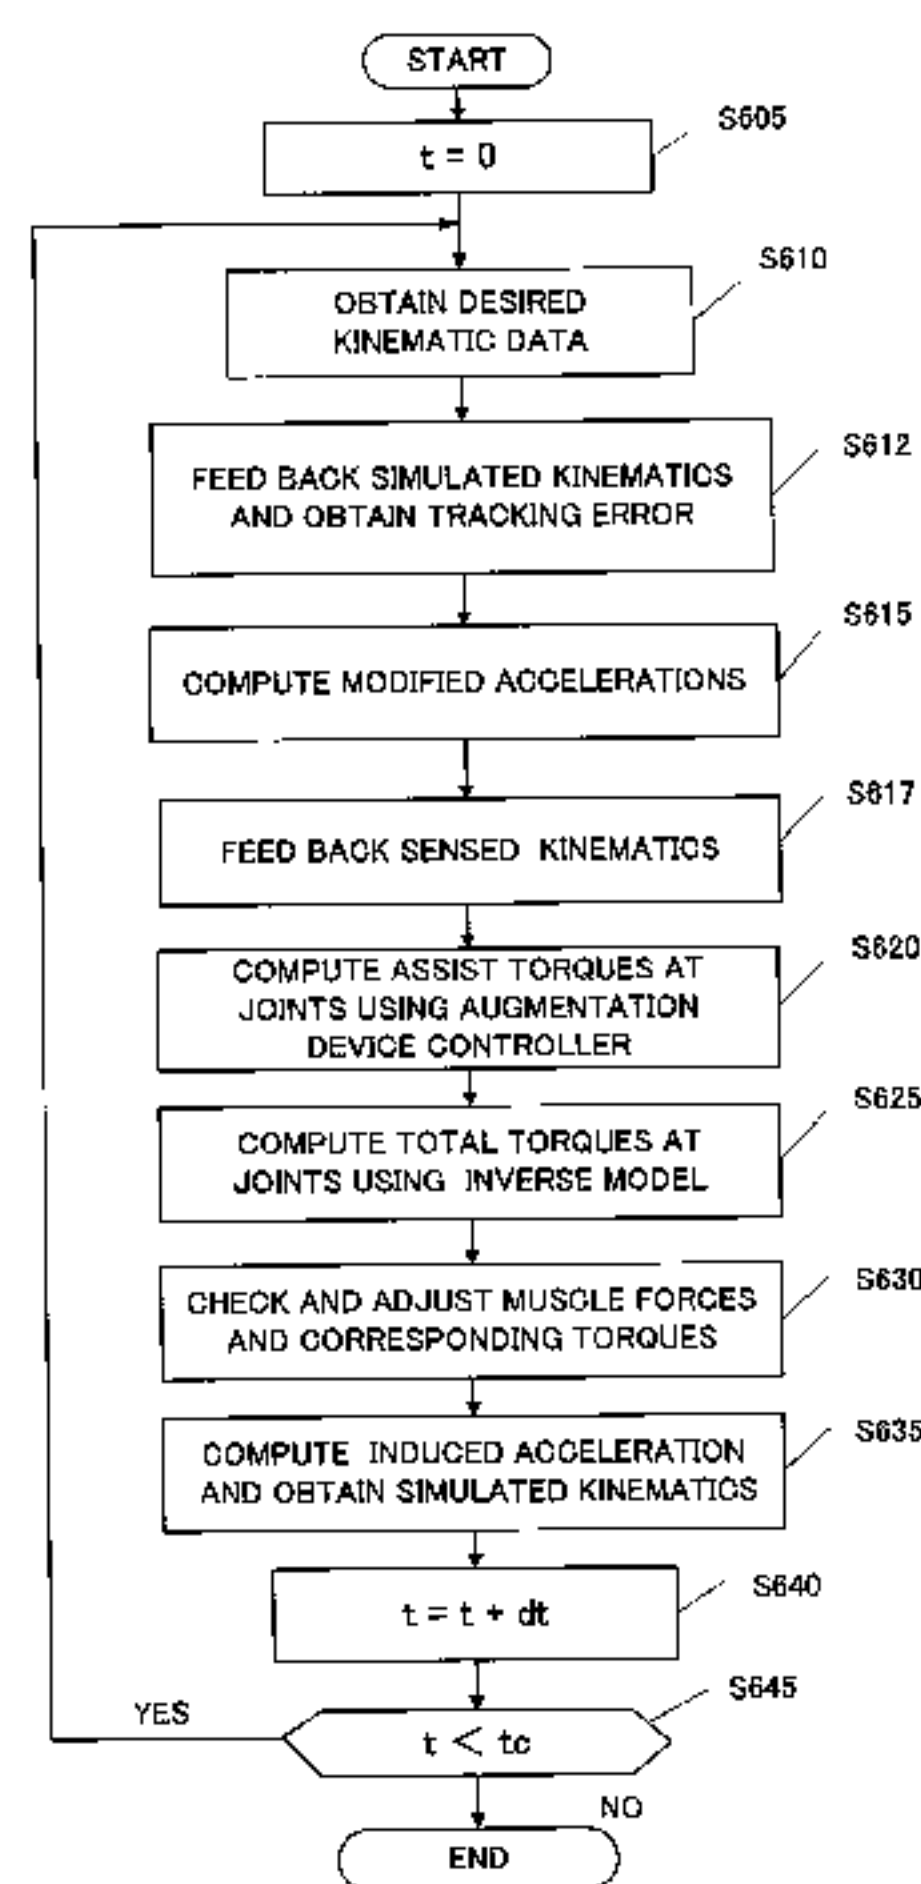 START
S605
t = 0
S610
OBTAIN DESIRED
KINEMATIC DATA
S612
FEED BACK SIMULATED KINEMATICS
AND OBTAIN TRACKING ERROR
S615
COMPUTE MODIFIED ACCELERATIONS
S617
FEED BACK SENSED KINEMATICS
S620
COMPUTE ASSIST TORQUES AT
JOINTS USING AUGMENTATION
DEVICE CONTROLLER
S625
COMPUTE TOTAL TORQUES AT
JOINTS USING INVERSE MODEL
S630
CHECK AND ADJUST MUSCLE FORCES
AND CORRESPONDING TORQUES
S635
COMPUTE INDUCED ACCELERATION
AND OBTAIN SIMULATED KINEMATICS
S640
t = t + dt
S645
YES
t < tc
NO
END